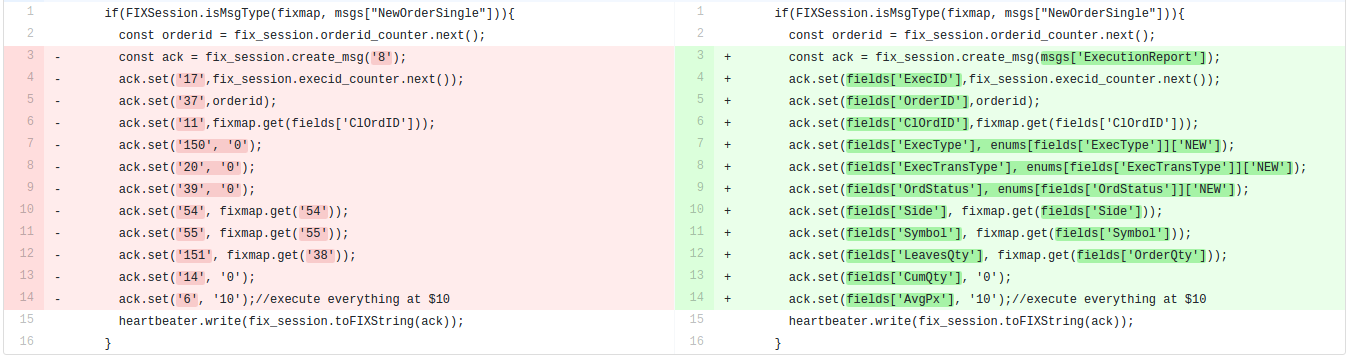 1 if(FIXSession.isMsgType(fixmap, msgs["NewOrderSingle"])){
2 const orderid = fix_session.orderid_counter.next();
3 - const ack = fix_session.create_msg('8');
4 - ack.set('17',fix_session.execid_counter.next());
5 - ack.set('37',orderid);
6 - ack.set('11',fixmap.get(fields['ClOrdID']));
7 - ack.set('150', '0');
8 - ack.set('20', '0');
9 - ack.set('39', '0');
10 - ack.set('54', fixmap.get('54'));
11 - ack.set('55', fixmap.get('55'));
12 - ack.set('151', fixmap.get('38'));
13 - ack.set('14', '0');
14 - ack.set('6', '10');//execute everything at $10
15 heartbeater.write(fix_session.toFIXString(ack));
16 }
1 if(FIXSession.isMsgType(fixmap, msgs["NewOrderSingle"])){
2 const orderid = fix_session.orderid_counter.next();
3 + const ack = fix_session.create_msg(msgs['ExecutionReport']);
4 + ack.set(fields['ExecID'],fix_session.execid_counter.next());
5 + ack.set(fields['OrderID'],orderid);
6 + ack.set(fields['ClOrdID'],fixmap.get(fields['ClOrdID']));
7 + ack.set(fields['ExecType'], enums[fields['ExecType']]['NEW']);
8 + ack.set(fields['ExecTransType'], enums[fields['ExecTransType']]['NEW']);
9 + ack.set(fields['OrdStatus'], enums[fields['OrdStatus']]['NEW']);
10 + ack.set(fields['Side'], fixmap.get(fields['Side']));
11 + ack.set(fields['Symbol'], fixmap.get(fields['Symbol']));
12 + ack.set(fields['LeavesQty'], fixmap.get(fields['OrderQty']));
13 + ack.set(fields['CumQty'], '0');
14 + ack.set(fields['AvgPx'], '10');//execute everything at $10
15 heartbeater.write(fix_session.toFIXString(ack));
16 }